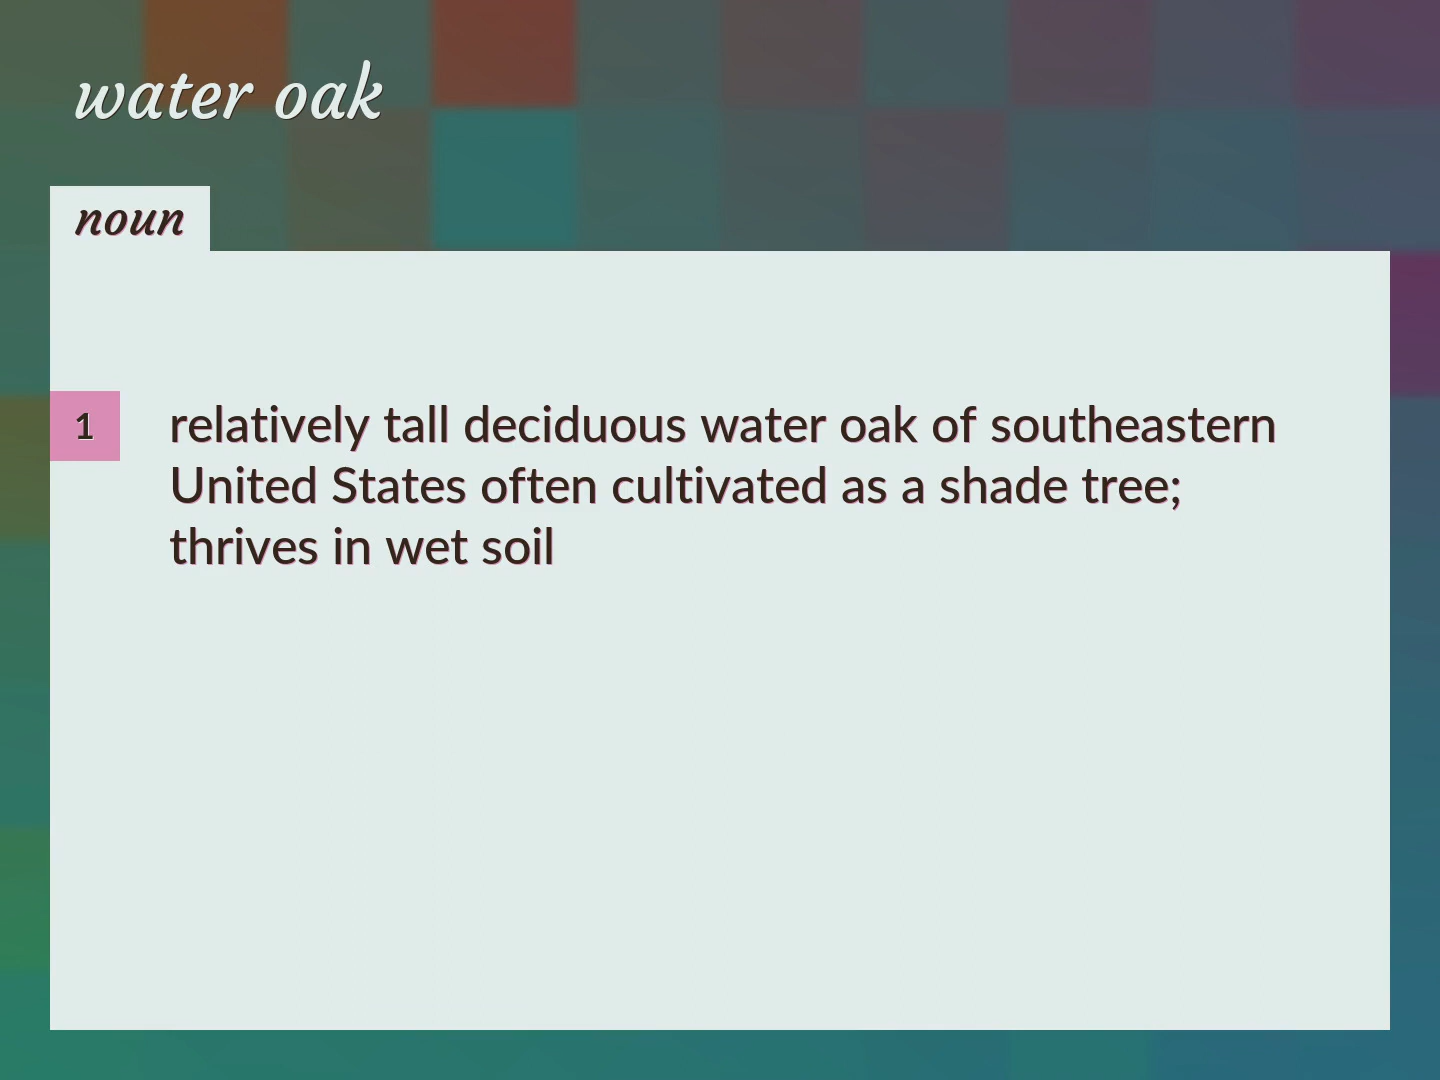 water oak
noun
1 relatively tall deciduous water oak of southeastern
United States often cultivated as a shade tree;
thrives in wet soil